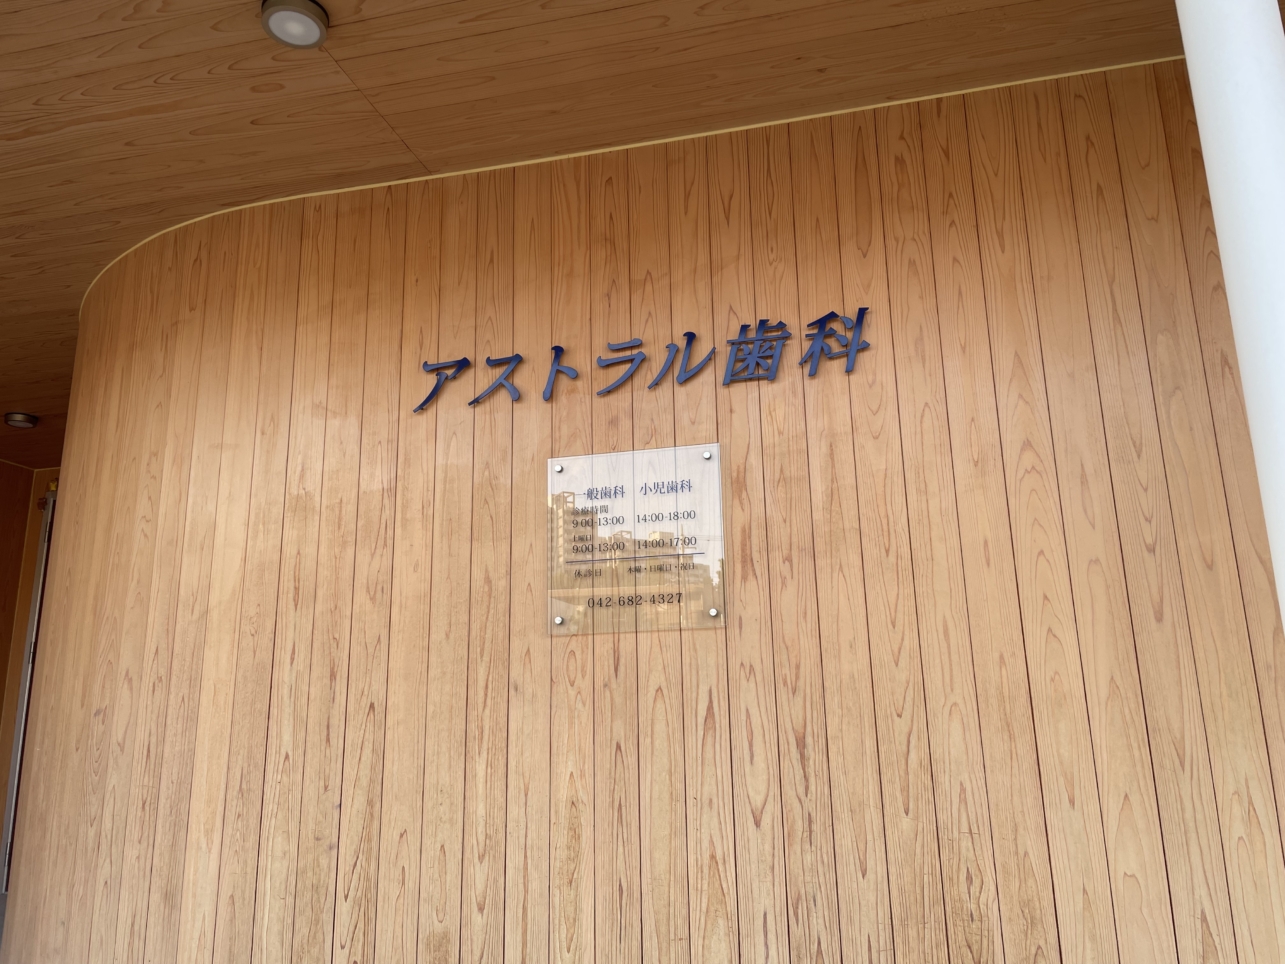 アストラル歯科
一般歯科 小児歯科
診療時間
9:00-13:00 14:00-18:00
土曜日
9:00-13:00 14:00-17:00
休診日 木曜・日曜日・祝日
042-682-4327